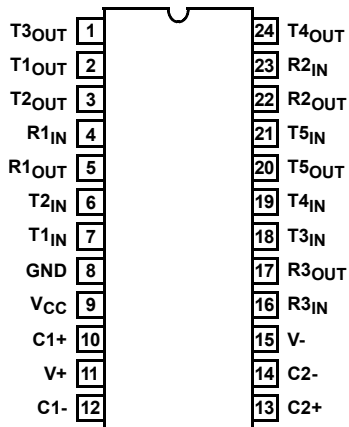 T3OUT 1 24 T4OUT
T1OUT 2 23 R2IN
T2OUT 3 22 R2OUT
R1IN 4 21 T5IN
R1OUT 5 20 T5OUT
T2IN 6 19 T4IN
T1IN 7 18 T3IN
GND 8 17 R3OUT
VCC 9 16 R3IN
C1+ 10 15 V-
V+ 11 14 C2-
C1- 12 13 C2+